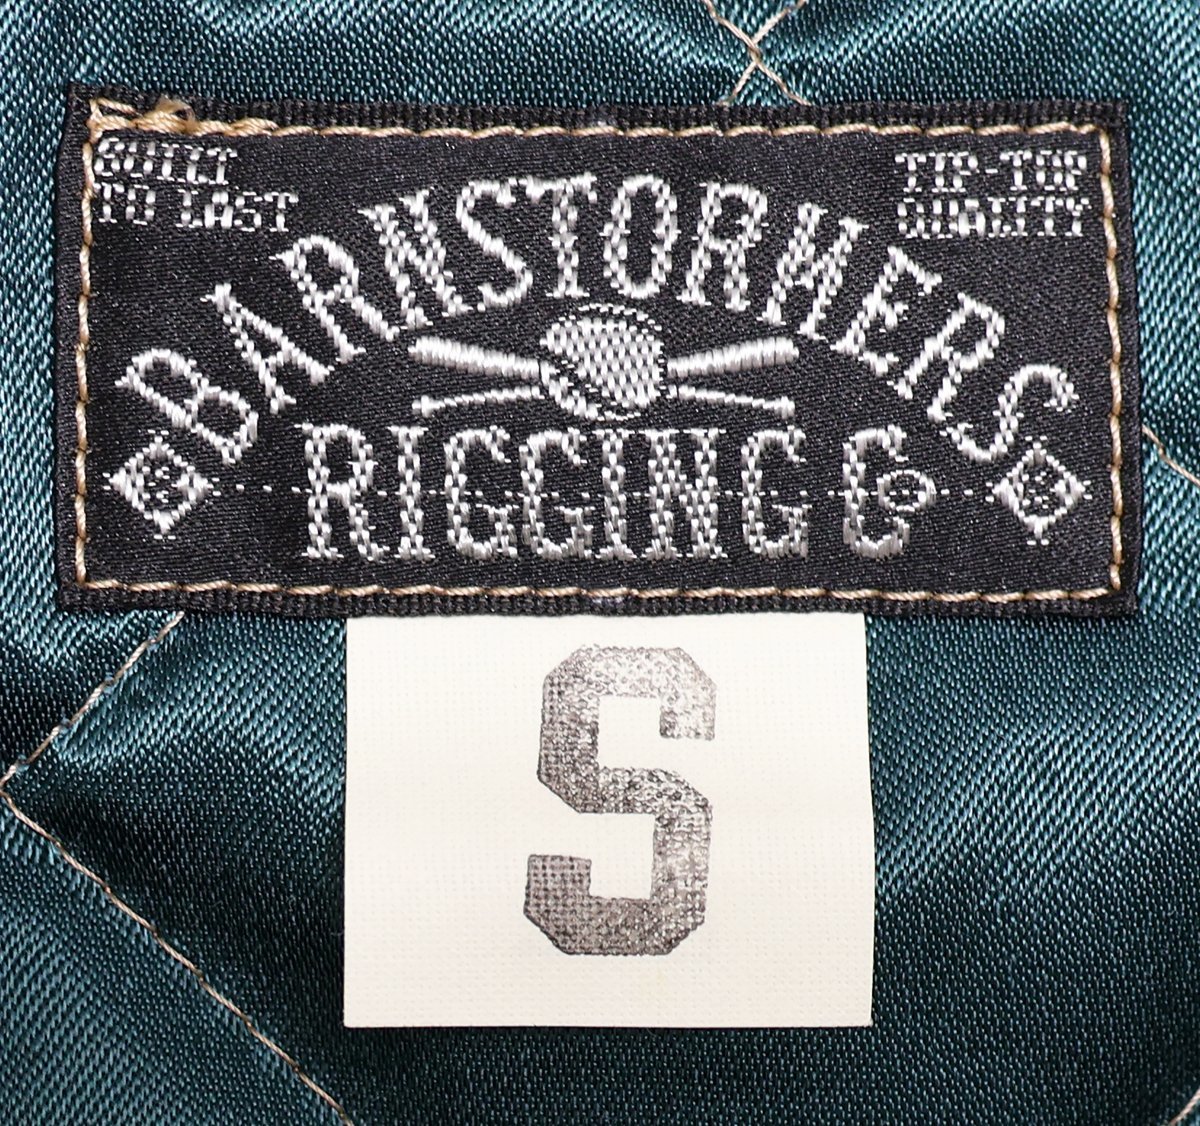 BUILT
TO LAST
TIP-TOP
QUALITY
BARNSTORMERS
RIGGING Co
S